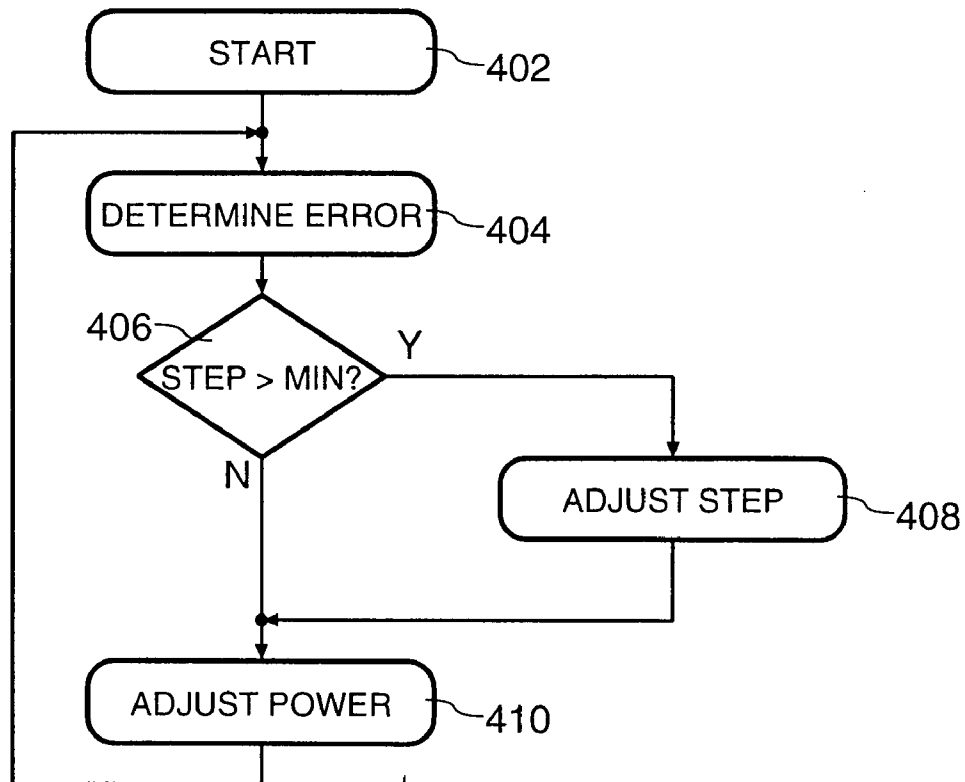 START
402
DETERMINE ERROR
404
406
Y
STEP > MIN?
N
ADJUST STEP
408
ADJUST POWER
410